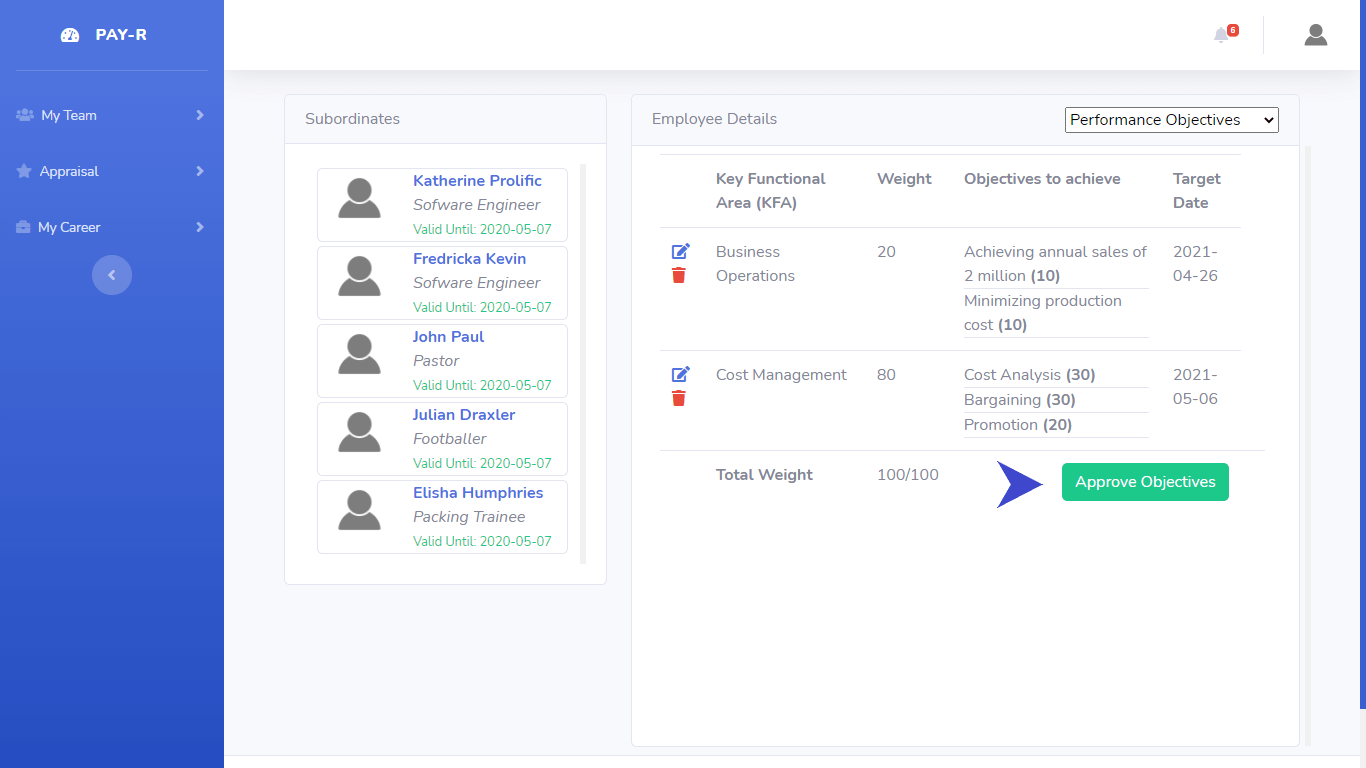 PAY-R
6
My Team
Appraisal
My Career
Subordinates
Katherine Prolific
Sofware Engineer
Valid Until: 2020-05-07
Fredricka Kevin
Sofware Engineer
Valid Until: 2020-05-07
John Paul
Pastor
Valid Until: 2020-05-07
Julian Draxler
Footballer
Valid Until: 2020-05-07
Elisha Humphries
Packing Trainee
Valid Until: 2020-05-07
Employee Details
Performance Objectives
Key Functional
Area (KFA)
Weight
Objectives to achieve
Target
Date
Business
Operations
20
Achieving annual sales of
2 million (10)
Minimizing production
cost (10)
2021-
04-26
Cost Management
80
Cost Analysis (30)
Bargaining (30)
Promotion (20)
2021-
05-06
Total Weight
100/100
Approve Objectives